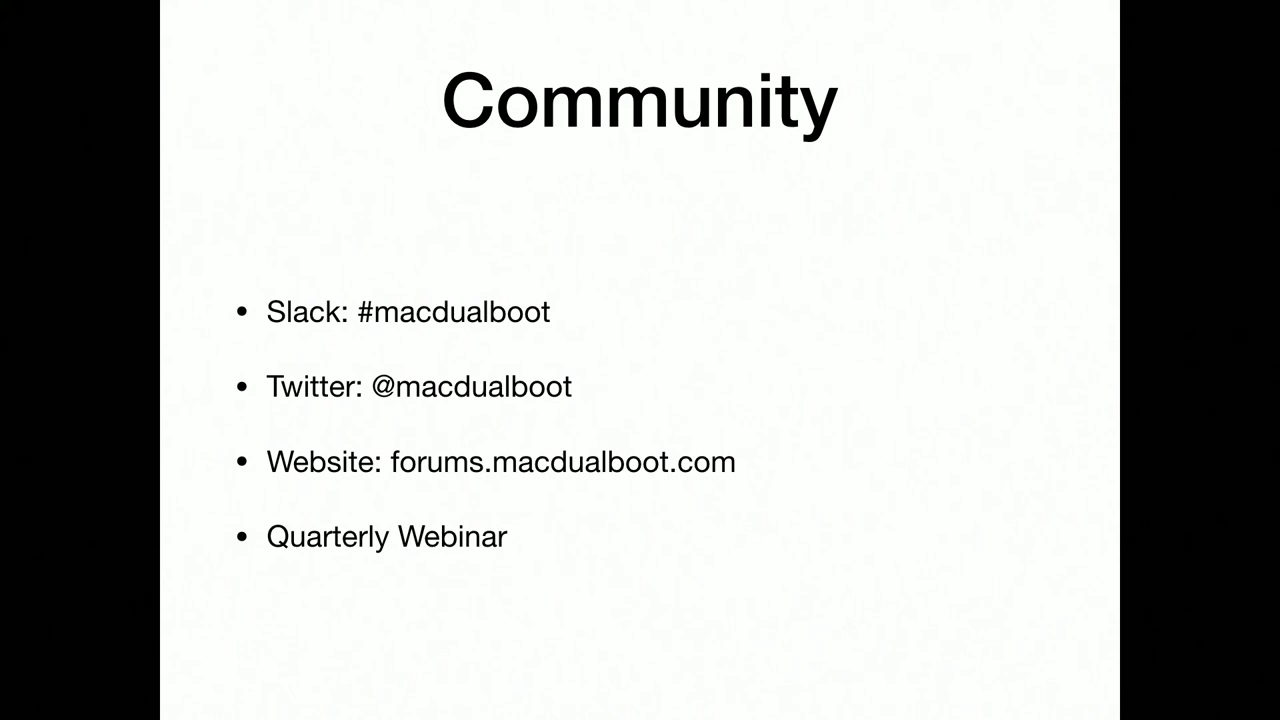 Community
• Slack: #macdualboot
• Twitter: @macdualboot
• Website: forums.macdualboot.com
• Quarterly Webinar